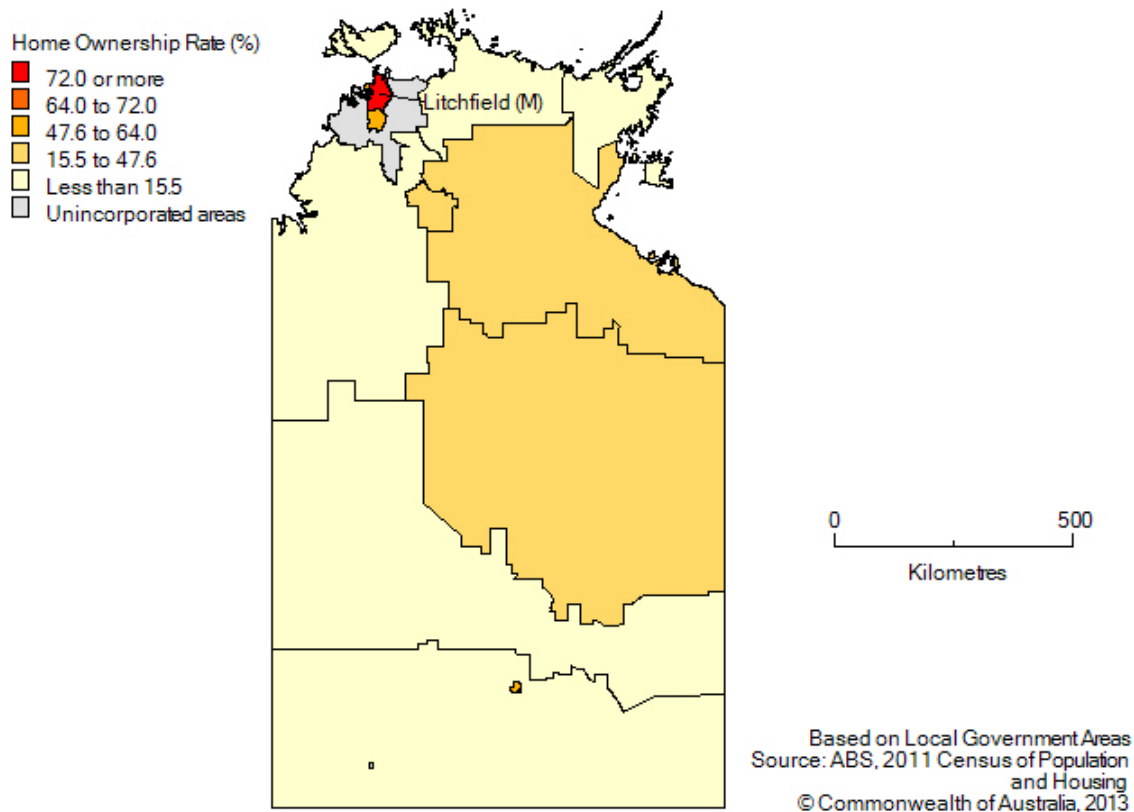 Home Ownership Rate (%)
72.0 or more
64.0 to 72.0
47.6 to 64.0
15.5 to 47.6
Less than 15.5
Unincorporated areas
Litchfield (M)
0 500
Kilometres
Based on Local Government Areas
Source: ABS, 2011 Census of Population
and Housing
© Commonwealth of Australia, 2013